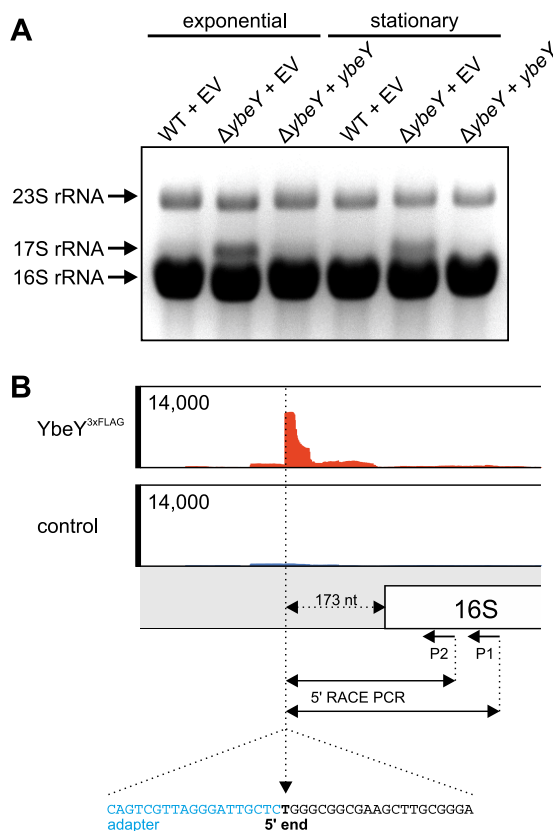 A
exponential stationary
WT + EV
ΔybeY + EV
ΔybeY + ybeY
WT + EV
ΔybeY + EV
ΔybeY + ybeY
23S rRNA
17S rRNA
16S rRNA
B
YbeY3xFLAG
14,000
control
14,000
173 nt
16S
P2 P1
5' RACE PCR
CAGTCGTTAGGGATTGCTCTGGGCGGCGAAGCTTGCGGGA
adapter 5' end